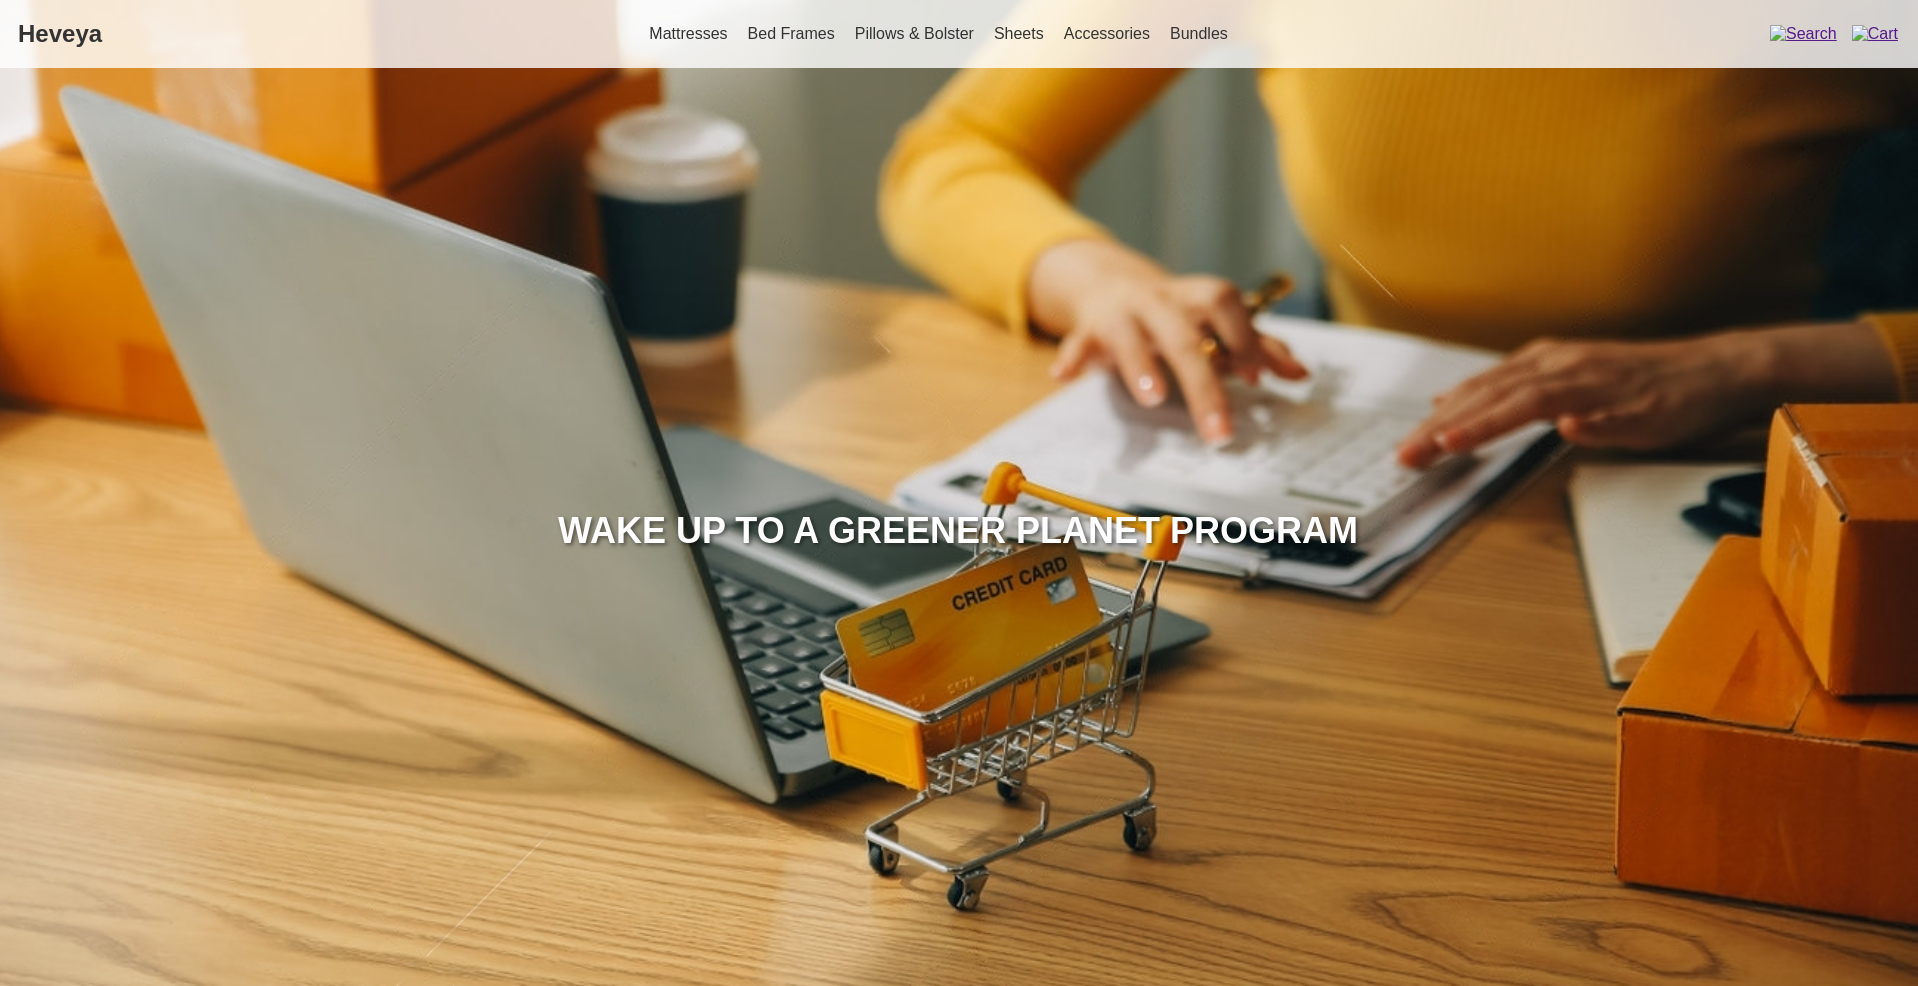 Heveya
Mattresses Bed Frames Pillows & Bolster Sheets Accessories Bundles
Search Cart
WAKE UP TO A GREENER PLANET PROGRAM
CREDIT CARD